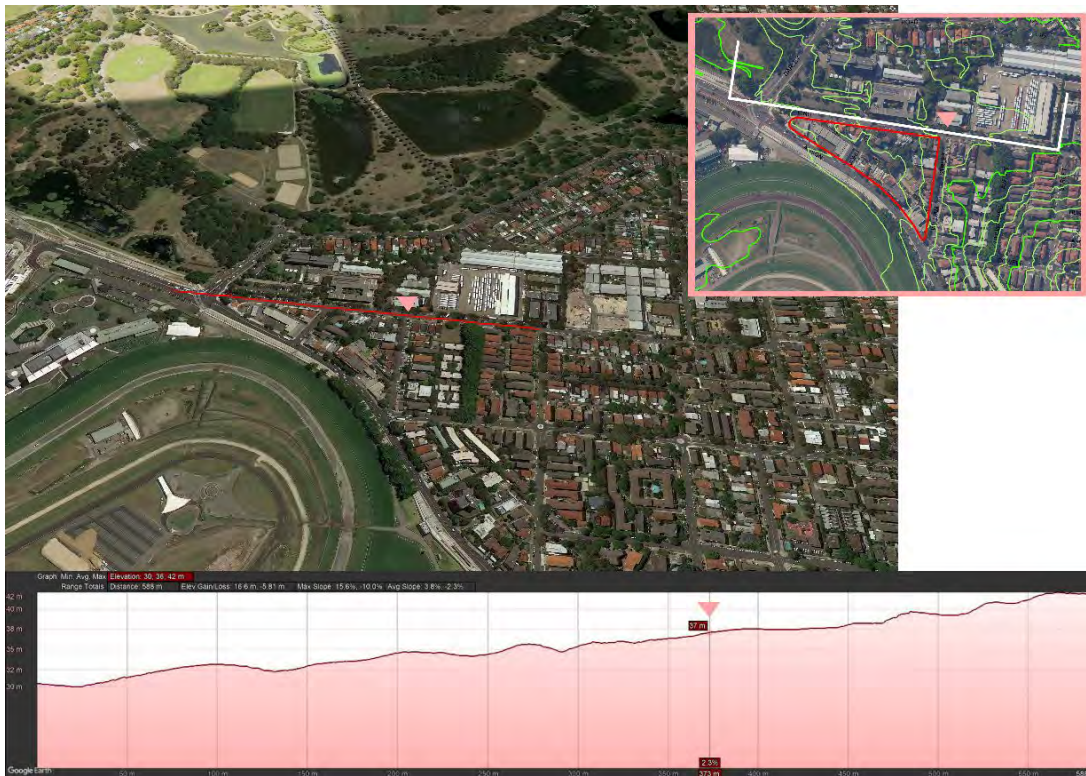 Graph: Min, Avg, Max Elevation: 30, 36, 42 m
Range Totals: Distance: 588 m Elev Gain/Loss: 16.6 m, -5.81 m Max Slope: 15.6%, -10.0% Avg Slope: 3.8%, -2.3%
42 m
40 m
38 m
37 m
35 m
32 m
30 m
2.3%
Google Earth
50 m 100 m 150 m 200 m 250 m 300 m 350 m 373 m 400 m 450 m 500 m 550 m